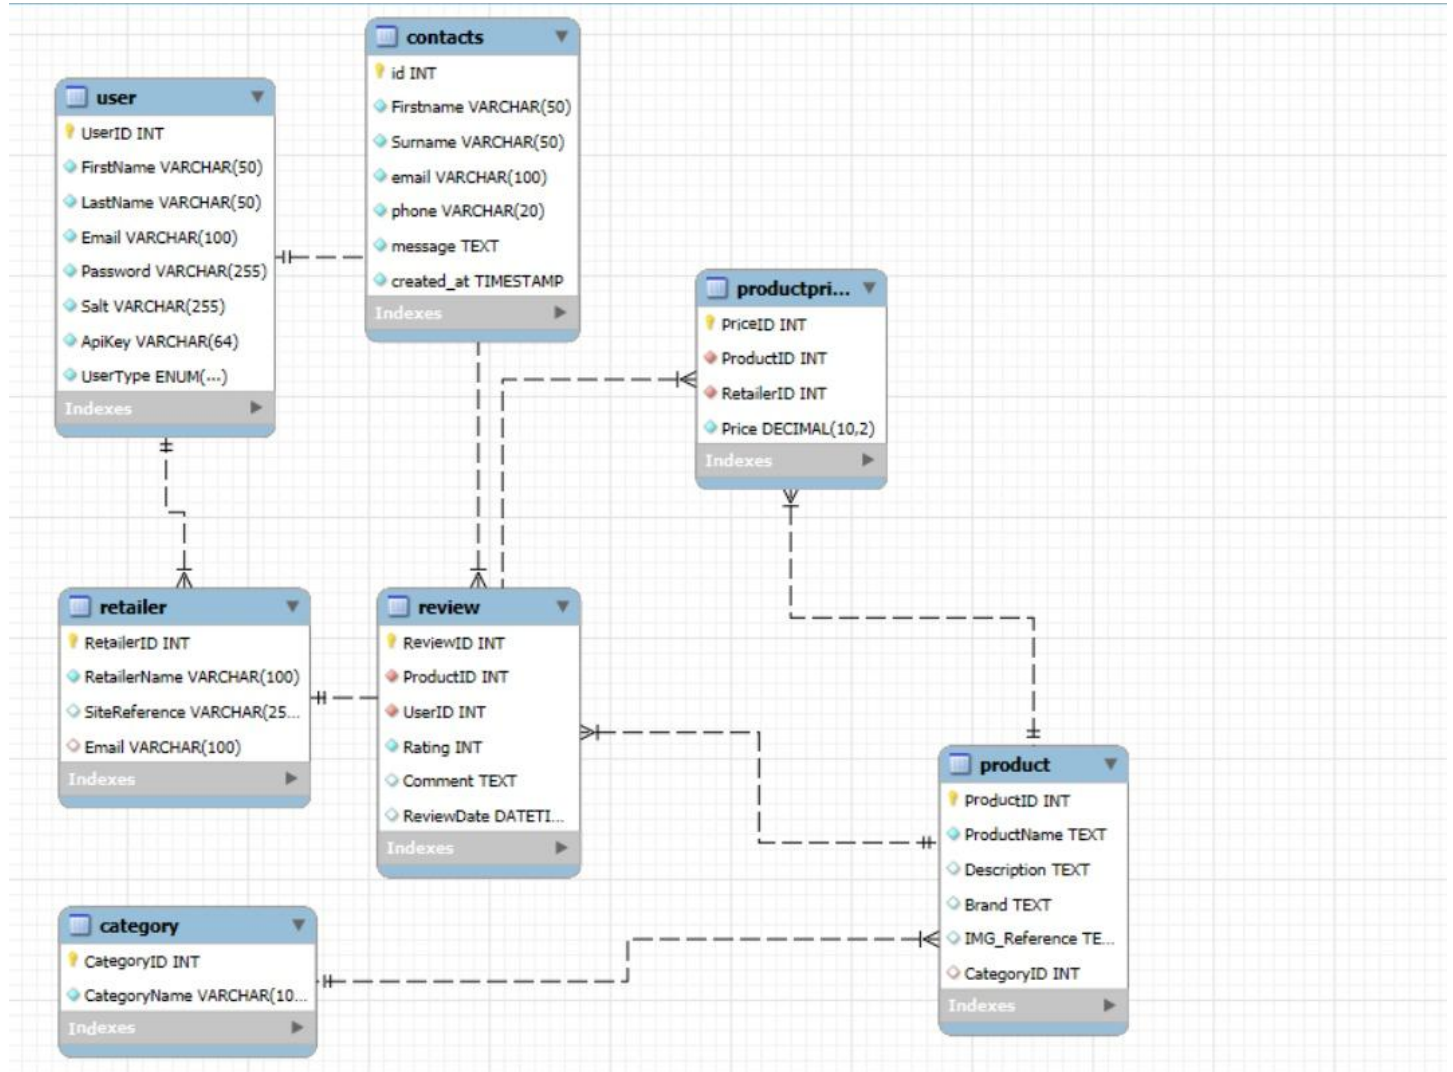 contacts
id INT
Firstname VARCHAR(50)
Surname VARCHAR(50)
email VARCHAR(100)
phone VARCHAR(20)
message TEXT
created_at TIMESTAMP
Indexes
user
UserID INT
FirstName VARCHAR(50)
LastName VARCHAR(50)
Email VARCHAR(100)
Password VARCHAR(255)
Salt VARCHAR(255)
ApiKey VARCHAR(64)
UserType ENUM(...)
Indexes
productpri...
PriceID INT
ProductID INT
RetailerID INT
Price DECIMAL(10,2)
Indexes
retailer
RetailerID INT
RetailerName VARCHAR(100)
SiteReference VARCHAR(25...
Email VARCHAR(100)
Indexes
review
ReviewID INT
ProductID INT
UserID INT
Rating INT
Comment TEXT
ReviewDate DATETI...
Indexes
product
ProductID INT
ProductName TEXT
Description TEXT
Brand TEXT
IMG_Reference TE...
CategoryID INT
Indexes
category
CategoryID INT
CategoryName VARCHAR(10...
Indexes